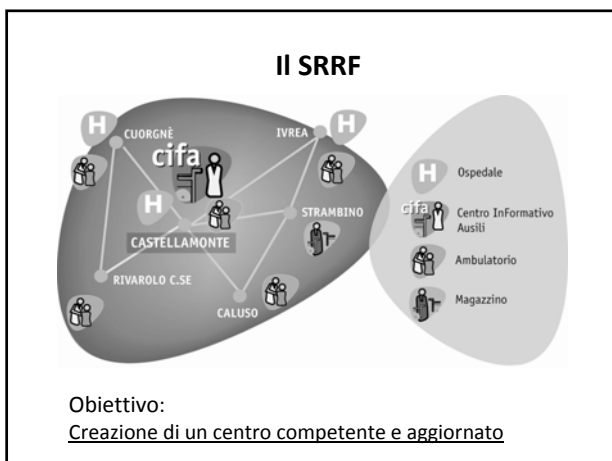 Il SRRF
H
CUORGNÈ
IVREA
H
cifa
H
CASTELLAMONTE
STRAMBINO
RIVAROLO C.SE
CALUSO
H
Ospedale
cifa
Centro InFormativo
Ausili
Ambulatorio
Magazzino
Obiettivo:
Creazione di un centro competente e aggiornato